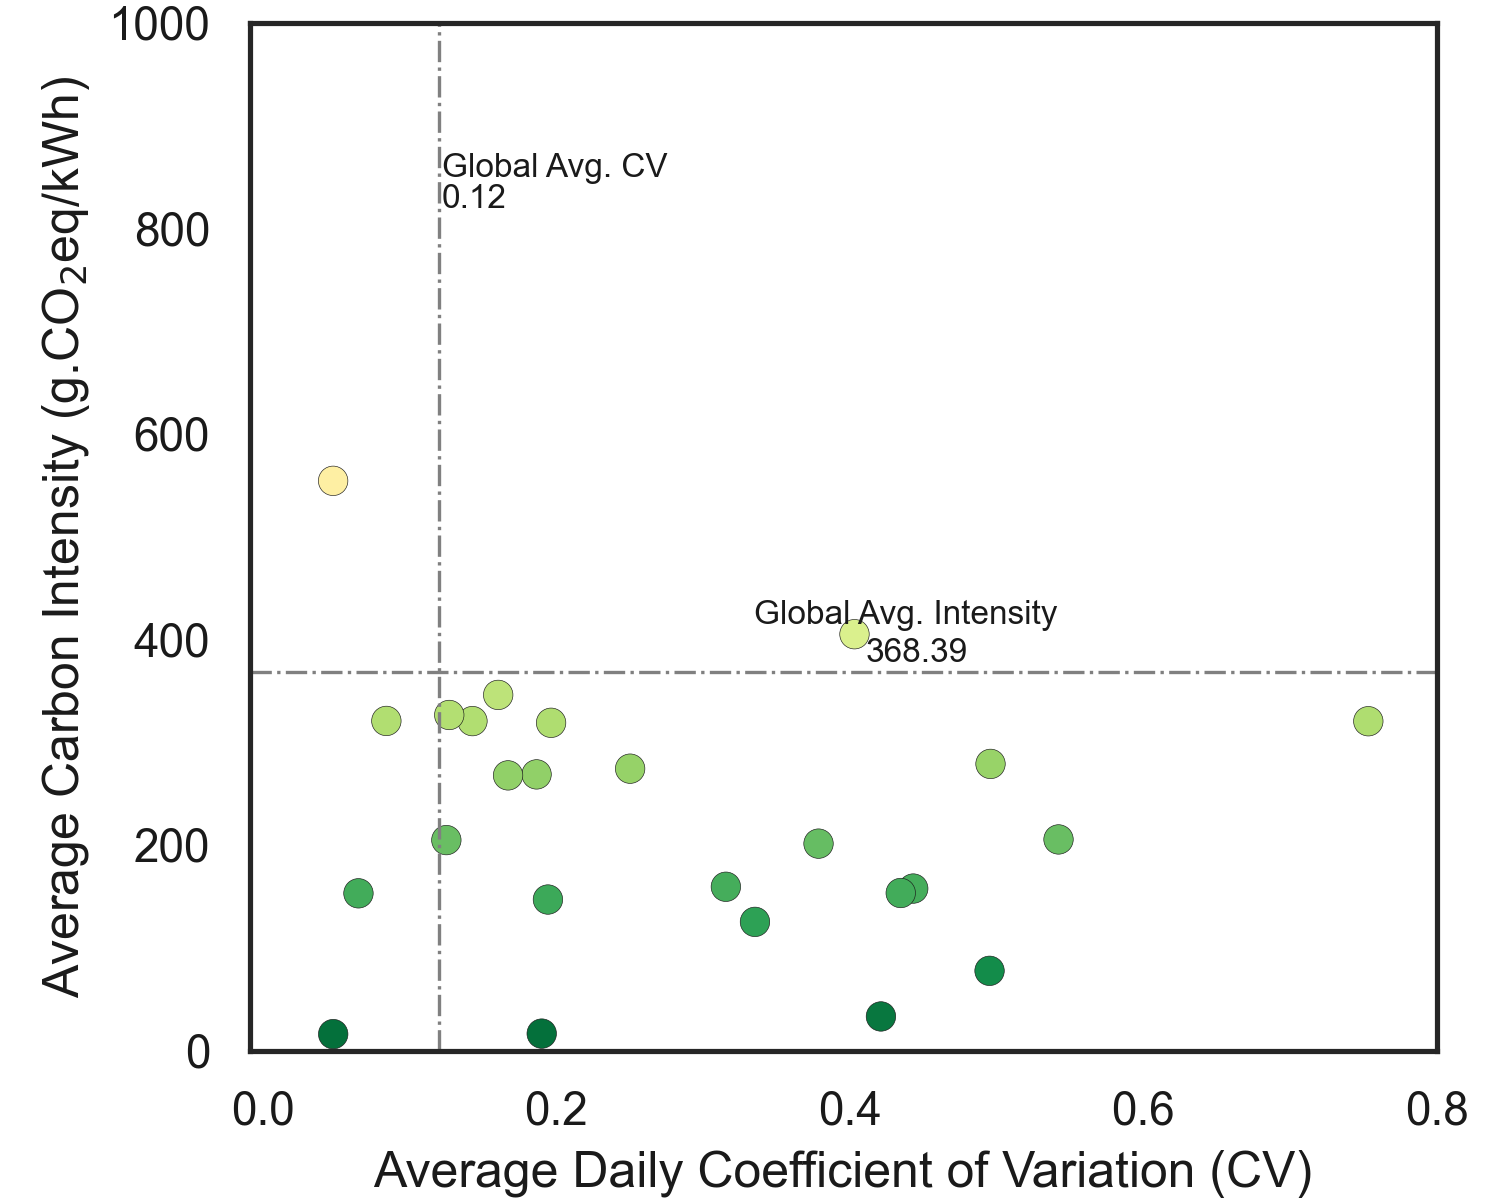 1000
800
600
400
200
0
Average Carbon Intensity (g.CO₂eq/kWh)
Global Avg. CV
0.12
Global Avg. Intensity
368.39
0.0 0.2 0.4 0.6 0.8
Average Daily Coefficient of Variation (CV)